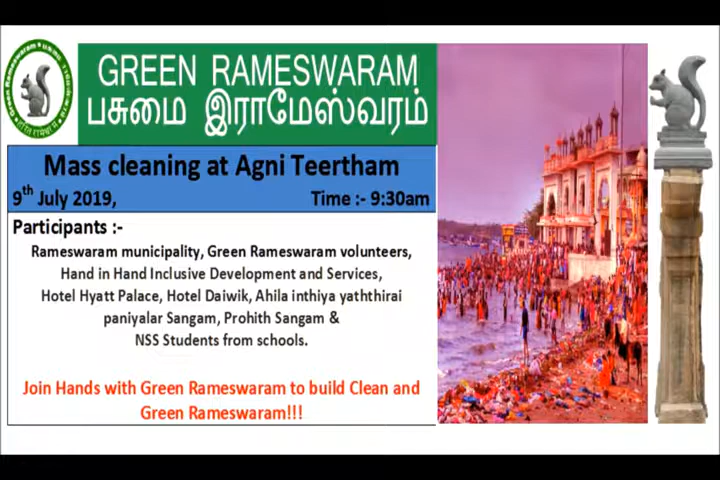 GREEN RAMESWARAM
பசுமை இராமேஸ்வரம்
Mass cleaning at Agni Teertham
9th July 2019, Time :- 9:30am
Participants :-
Rameswaram municipality, Green Rameswaram volunteers,
Hand in Hand Inclusive Development and Services,
Hotel Hyatt Palace, Hotel Daiwik, Ahila inthiya yaththirai
paniyalar Sangam, Prohith Sangam &
NSS Students from schools.
Join Hands with Green Rameswaram to build Clean and
Green Rameswaram!!!